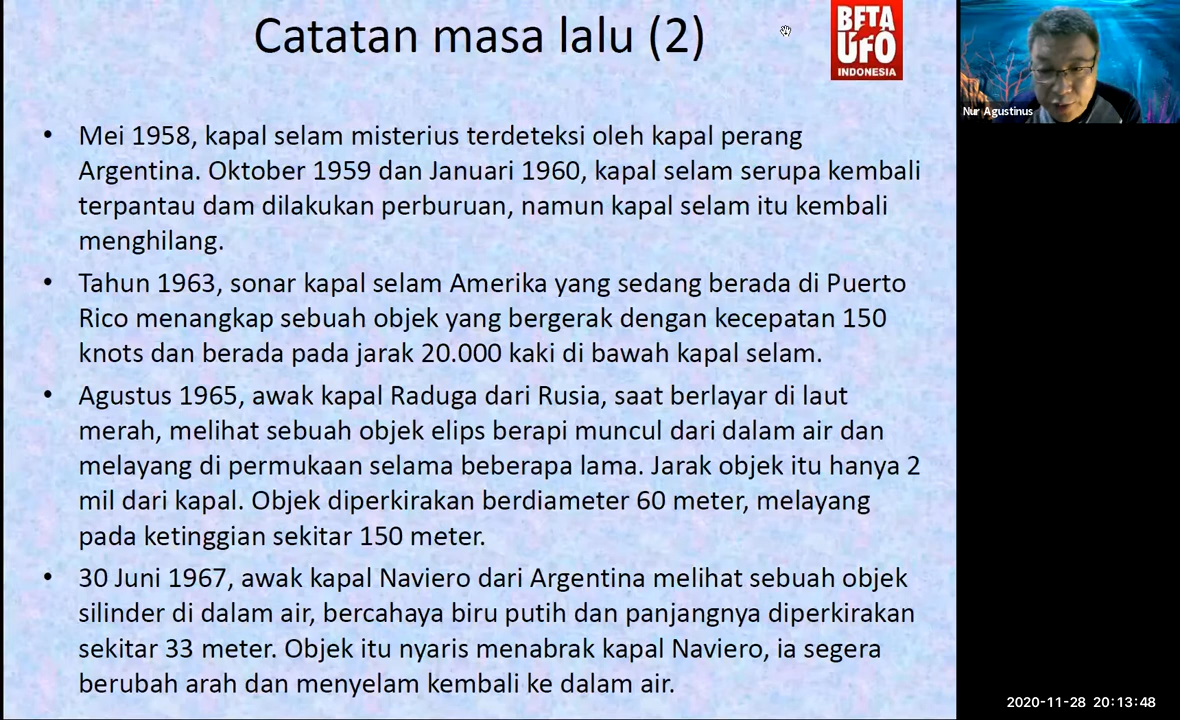 Catatan masa lalu (2)
BETA
UFO
INDONESIA
Nur Agustinus
• Mei 1958, kapal selam misterius terdeteksi oleh kapal perang
Argentina. Oktober 1959 dan Januari 1960, kapal selam serupa kembali
terpantau dam dilakukan perburuan, namun kapal selam itu kembali
menghilang.
• Tahun 1963, sonar kapal selam Amerika yang sedang berada di Puerto
Rico menangkap sebuah objek yang bergerak dengan kecepatan 150
knots dan berada pada jarak 20.000 kaki di bawah kapal selam.
• Agustus 1965, awak kapal Raduga dari Rusia, saat berlayar di laut
merah, melihat sebuah objek elips berapi muncul dari dalam air dan
melayang di permukaan selama beberapa lama. Jarak objek itu hanya 2
mil dari kapal. Objek diperkirakan berdiameter 60 meter, melayang
pada ketinggian sekitar 150 meter.
• 30 Juni 1967, awak kapal Naviero dari Argentina melihat sebuah objek
silinder di dalam air, bercahaya biru putih dan panjangnya diperkirakan
sekitar 33 meter. Objek itu nyaris menabrak kapal Naviero, ia segera
berubah arah dan menyelam kembali ke dalam air.
2020-11-28 20:13:48